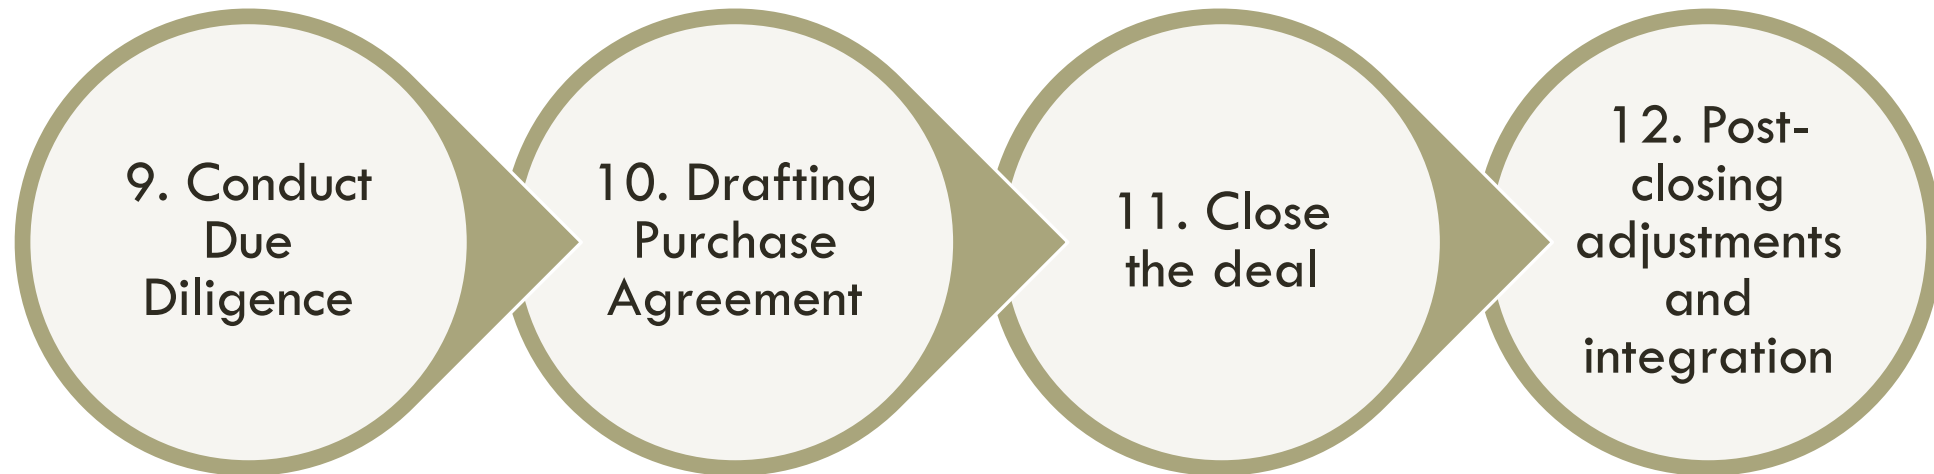 9. Conduct
Due
Diligence
10. Drafting
Purchase
Agreement
11. Close
the deal
12. Post-
closing
adjustments
and
integration